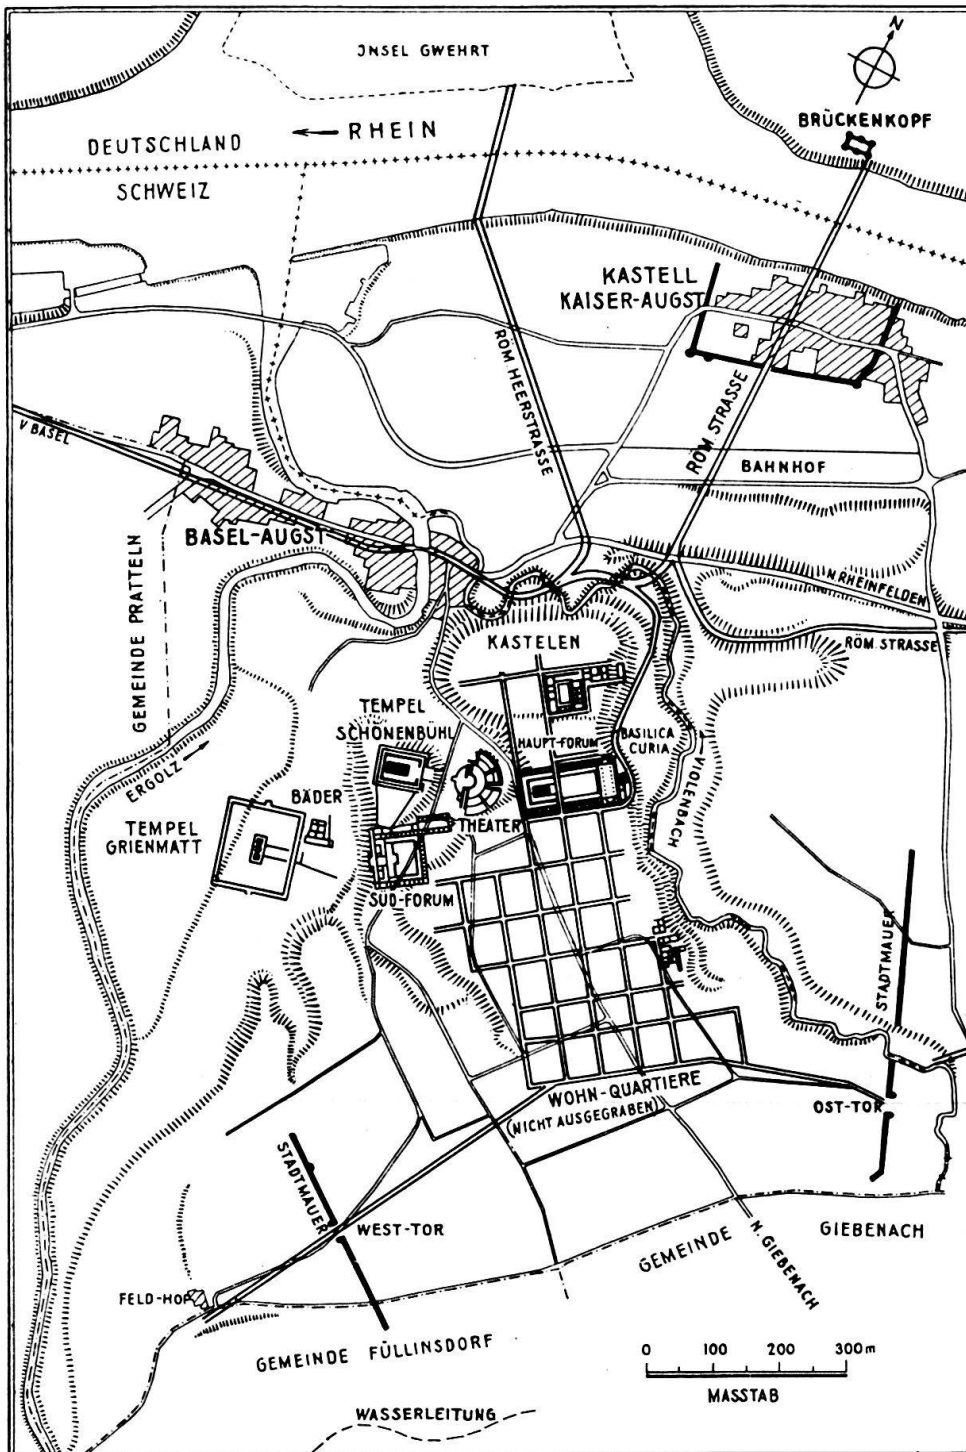 JNSEL GWEHRT
N
BRÜCKENKOPF
← RHEIN
DEUTSCHLAND
SCHWEIZ
KASTELL
KAISER-AUGST
RÖM HEERSTRASSE
RÖM. STRASSE
BAHNHOF
V BASEL
BASEL-AUGST
GEMEINDE PRATTELN
N. RHEINFELDEN
RÖM. STRASSE
KASTELEN
TEMPEL
SCHÖNENBÜHL
HAUPT-FORUM
BASILICA
CURIA
VIOLENBACH
ERGOLZ →
BÄDER
TEMPEL
GRIENMATT
THEATER
SÜD-FORUM
STADTMAUER
WOHN-QUARTIERE
(NICHT AUSGEGRABEN)
OST-TOR
STADTMAUER
WEST-TOR
GEMEINDE
GIEBENACH
N. GIEBENACH
FELD-HOF
GEMEINDE FÜLLINSDORF
0 100 200 300 m
MASSTAB
WASSERLEITUNG